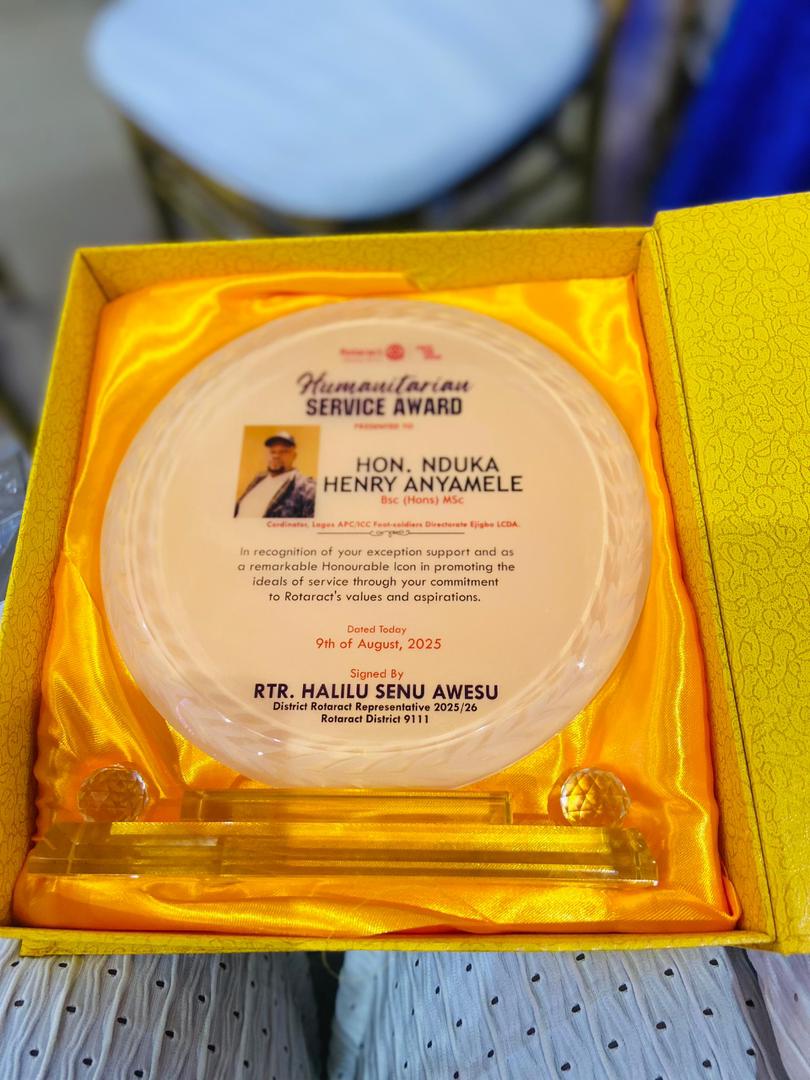 Rotaract
Humanitarian
SERVICE AWARD
PRESENTED TO
HON. NDUKA
HENRY ANYAMELE
Bsc (Hons) MSc
Cordinator, Lagos APC/ICC Foot-soldiers Directorate Ejigbo LCDA.
In recognition of your exception support and as
a remarkable Honourable Icon in promoting the
ideals of service through your commitment
to Rotaract's values and aspirations.
Dated Today
9th of August, 2025
Signed By
RTR. HALILU SENU AWESU
District Rotaract Representative 2025/26
Rotaract District 9111